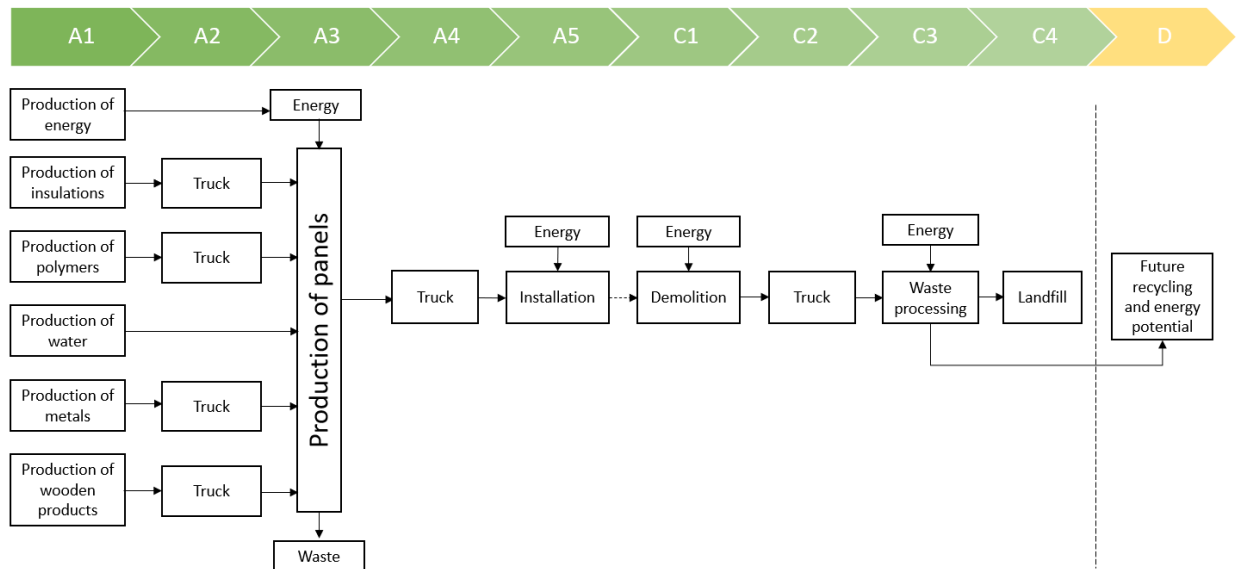 A1 A2 A3 A4 A5 C1 C2 C3 C4 D
Production of
energy
Energy
Production of
insulations
Truck
Production of
polymers
Truck
Production of
water
Production of
metals
Truck
Production of
wooden
products
Truck
Production of panels
Waste
Truck
Energy
Installation
Energy
Demolition
Truck
Energy
Waste
processing
Landfill
Future
recycling
and energy
potential